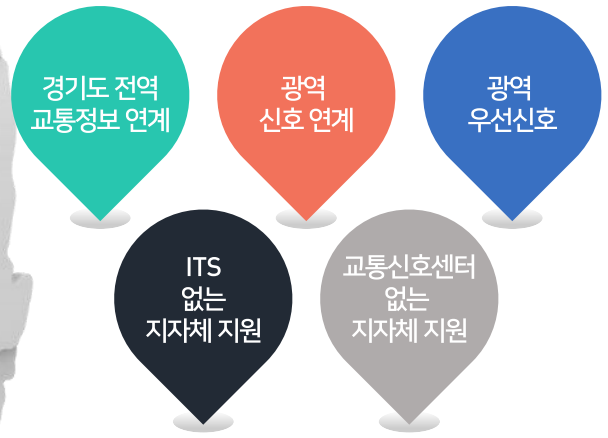 경기도 전역
교통정보 연계
광역
신호 연계
광역
우선신호
ITS
없는
지자체 지원
교통신호센터
없는
지자체 지원